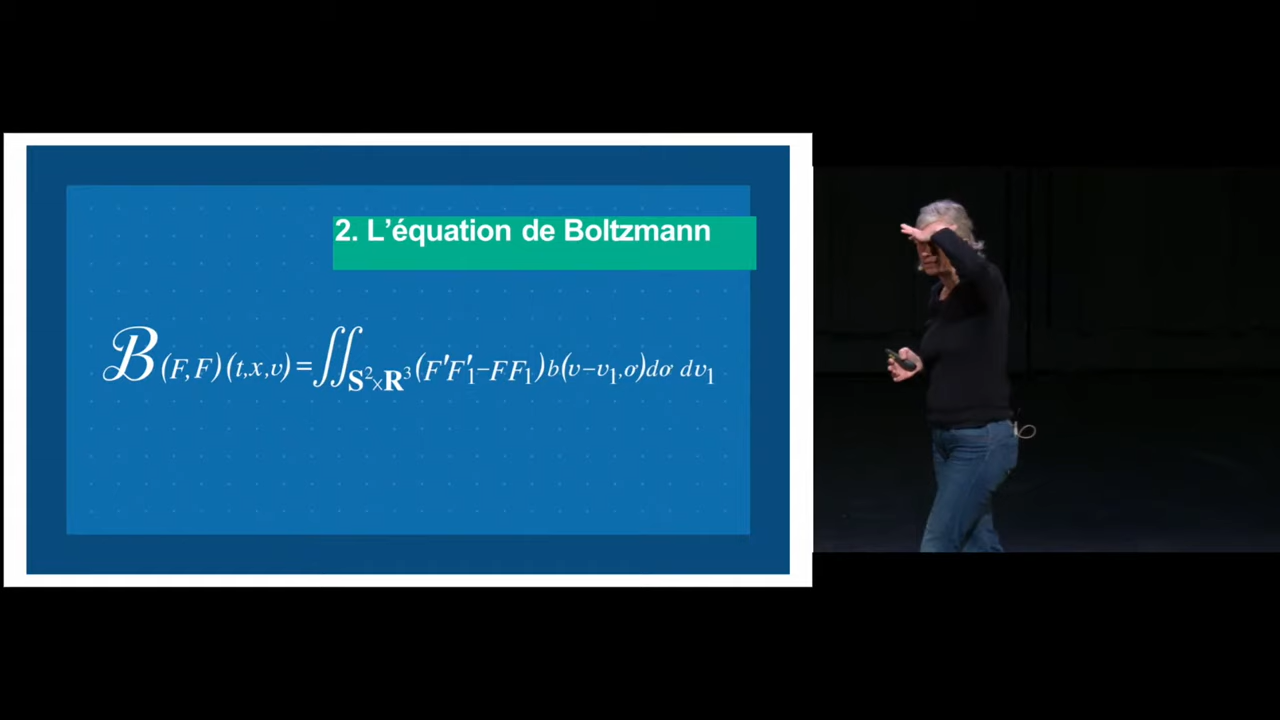 2. L'équation de Boltzmann
ℬ(F,F)(t,x,v)=∬_{S²×R³}(F′F′₁−FF₁)b(v−v₁,σ)dσ dv₁